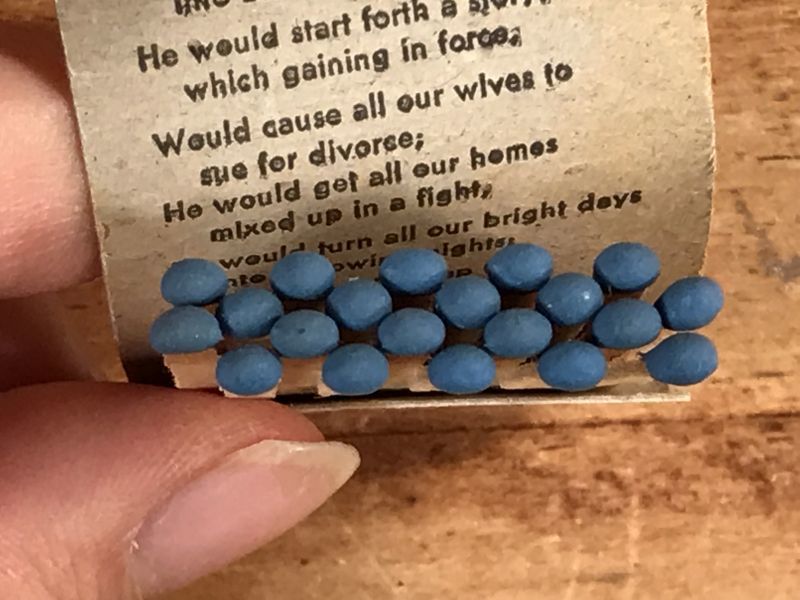 He would start forth a story,
which gaining in force,
Would cause all our wives to
sue for divorce;
He would get all our homes
mixed up in a fight,
would turn all our bright days